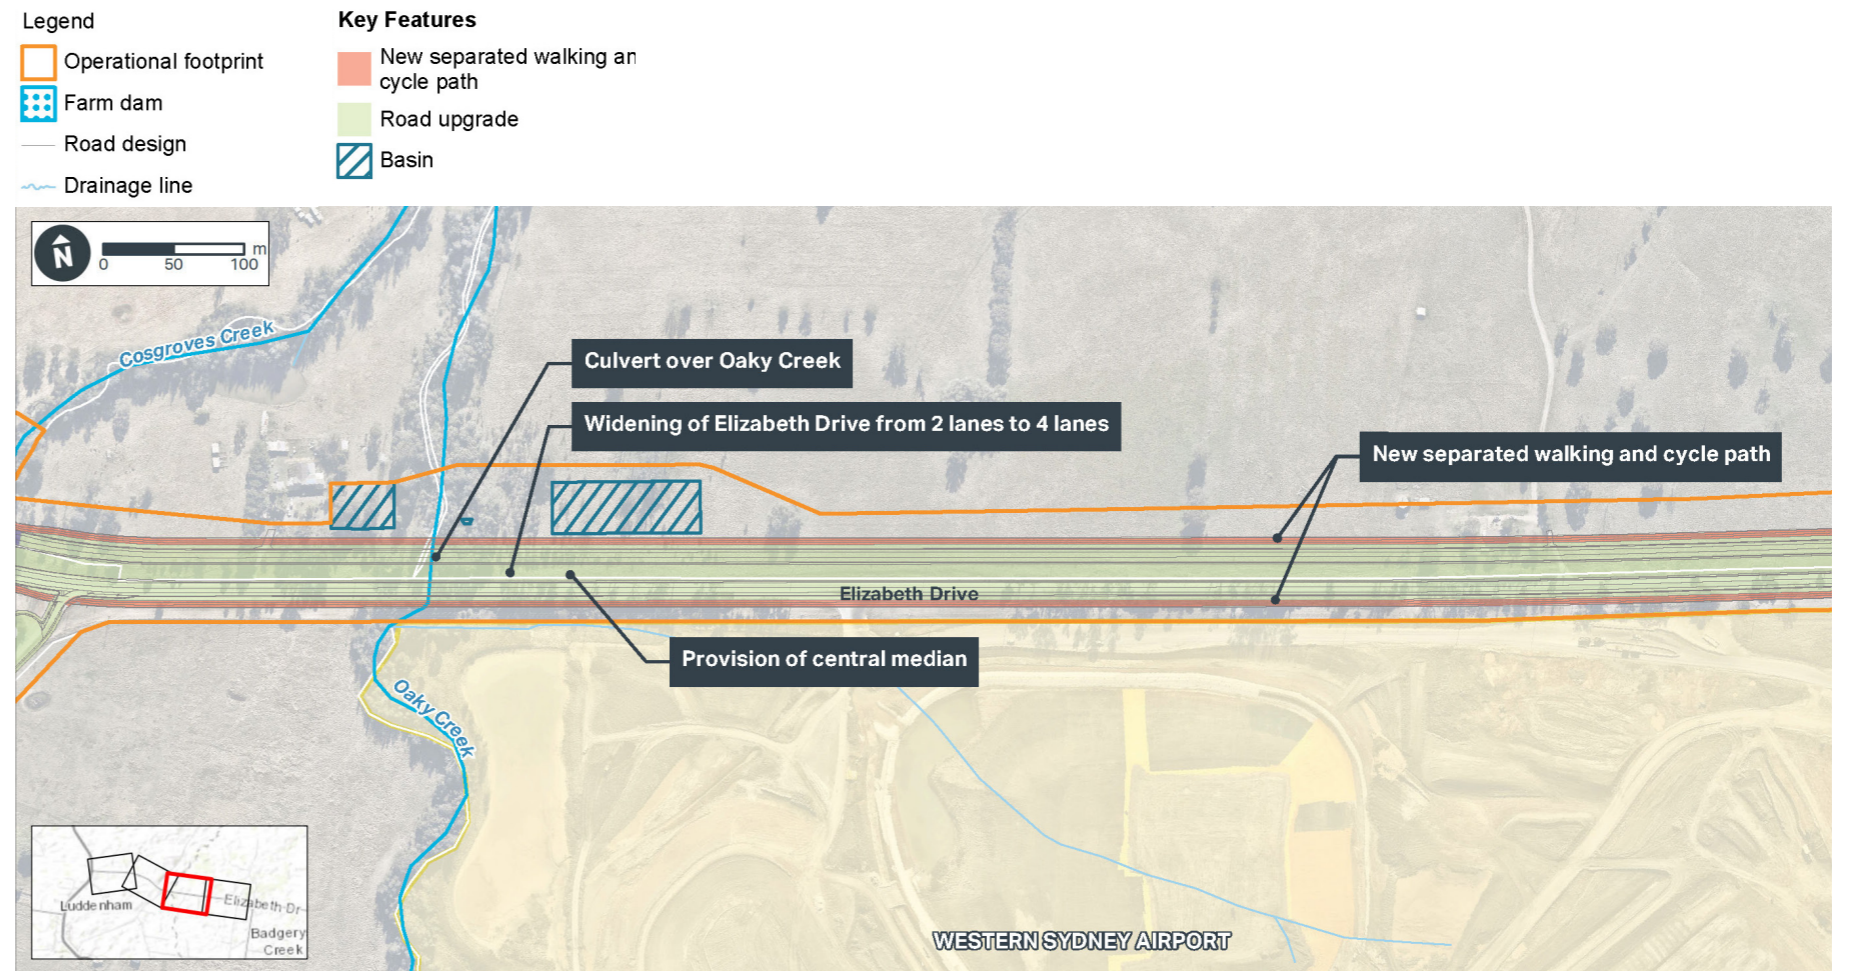 Legend
Operational footprint
Farm dam
Road design
Drainage line
Key Features
New separated walking an
cycle path
Road upgrade
Basin
N
m
0 50 100
Cosgroves Creek
Culvert over Oaky Creek
Widening of Elizabeth Drive from 2 lanes to 4 lanes
New separated walking and cycle path
Elizabeth Drive
Provision of central median
Oaky Creek
WESTERN SYDNEY AIRPORT
Luddenham
Elizabeth Dr
Badgery
Creek